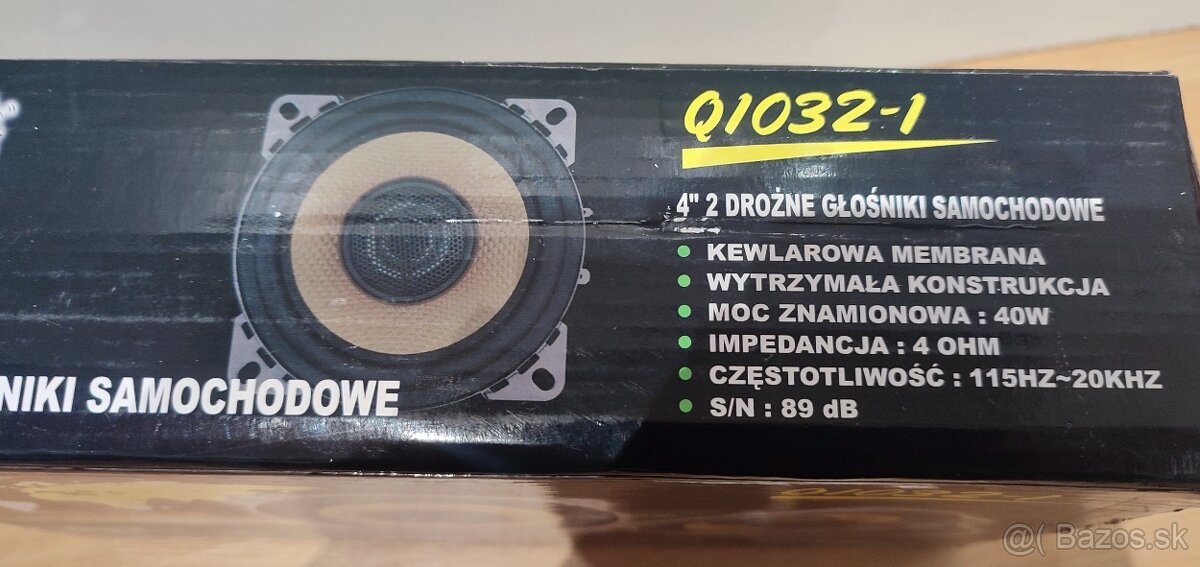 Q1032-1
4" 2 DROŻNE GŁOŚNIKI SAMOCHODOWE
KEWLAROWA MEMBRANA
WYTRZYMAŁA KONSTRUKCJA
MOC ZNAMIONOWA : 40W
IMPEDANCJA : 4 OHM
CZĘSTOTLIWOŚĆ : 115HZ~20KHZ
S/N : 89 dB
NIKI SAMOCHODOWE
@( Bazos.sk